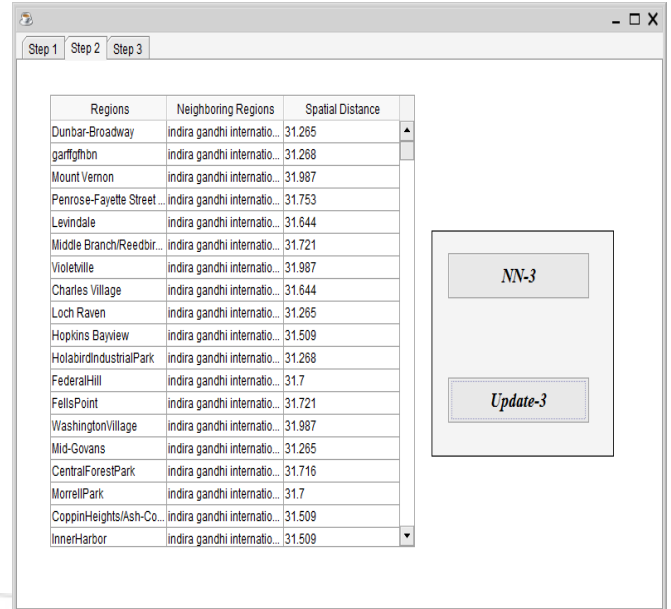 Step 1 Step 2 Step 3
Regions Neighboring Regions Spatial Distance
Dunbar-Broadway indira gandhi internatio... 31.265
garffgfhbn indira gandhi internatio... 31.268
Mount Vernon indira gandhi internatio... 31.987
Penrose-Fayette Street ... indira gandhi internatio... 31.753
Levindale indira gandhi internatio... 31.644
Middle Branch/Reedbir... indira gandhi internatio... 31.721
Violetville indira gandhi internatio... 31.987
Charles Village indira gandhi internatio... 31.644
Loch Raven indira gandhi internatio... 31.265
Hopkins Bayview indira gandhi internatio... 31.509
HolabirdIndustrialPark indira gandhi internatio... 31.268
FederalHill indira gandhi internatio... 31.7
FellsPoint indira gandhi internatio... 31.721
WashingtonVillage indira gandhi internatio... 31.987
Mid-Govans indira gandhi internatio... 31.265
CentralForestPark indira gandhi internatio... 31.716
MorrellPark indira gandhi internatio... 31.7
CoppinHeights/Ash-Co... indira gandhi internatio... 31.509
InnerHarbor indira gandhi internatio... 31.509
NN-3
Update-3